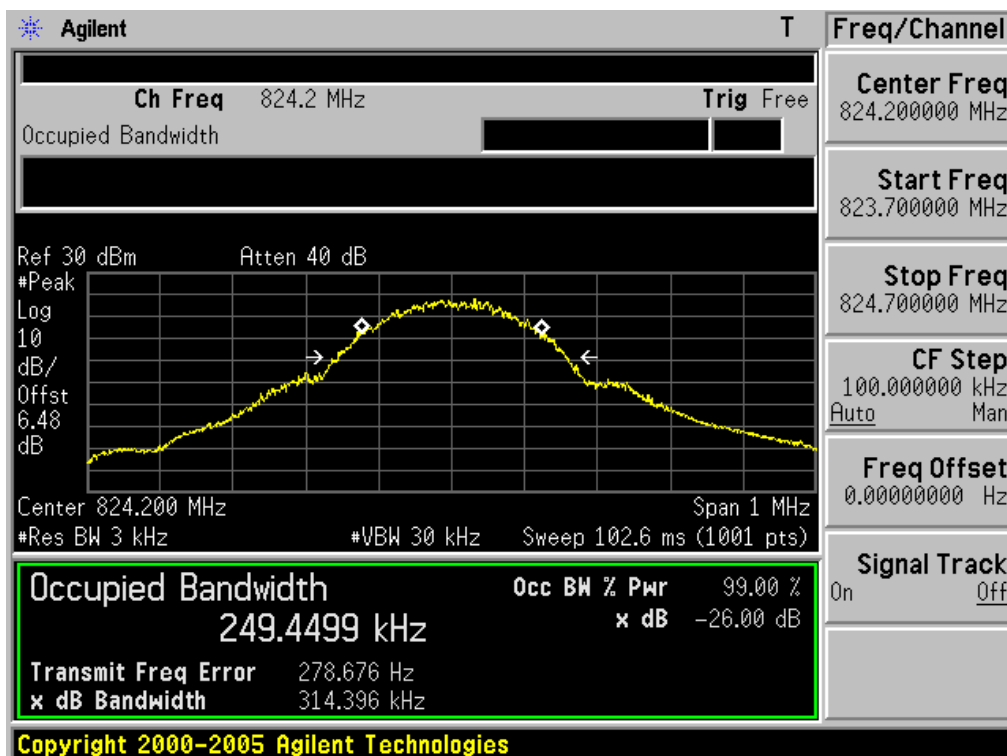 Agilent T
Ch Freq 824.2 MHz Trig Free
Occupied Bandwidth
Ref 30 dBm Atten 40 dB
#Peak
Log
10
dB/
Offst
6.48
dB
Center 824.200 MHz Span 1 MHz
#Res BW 3 kHz #VBW 30 kHz Sweep 102.6 ms (1001 pts)
Occupied Bandwidth Occ BW % Pwr 99.00 %
249.4499 kHz x dB -26.00 dB
Transmit Freq Error 278.676 Hz
x dB Bandwidth 314.396 kHz
Copyright 2000-2005 Agilent Technologies
Freq/Channel
Center Freq
824.200000 MHz
Start Freq
823.700000 MHz
Stop Freq
824.700000 MHz
CF Step
100.000000 kHz
Auto Man
Freq Offset
0.00000000 Hz
Signal Track
On Off